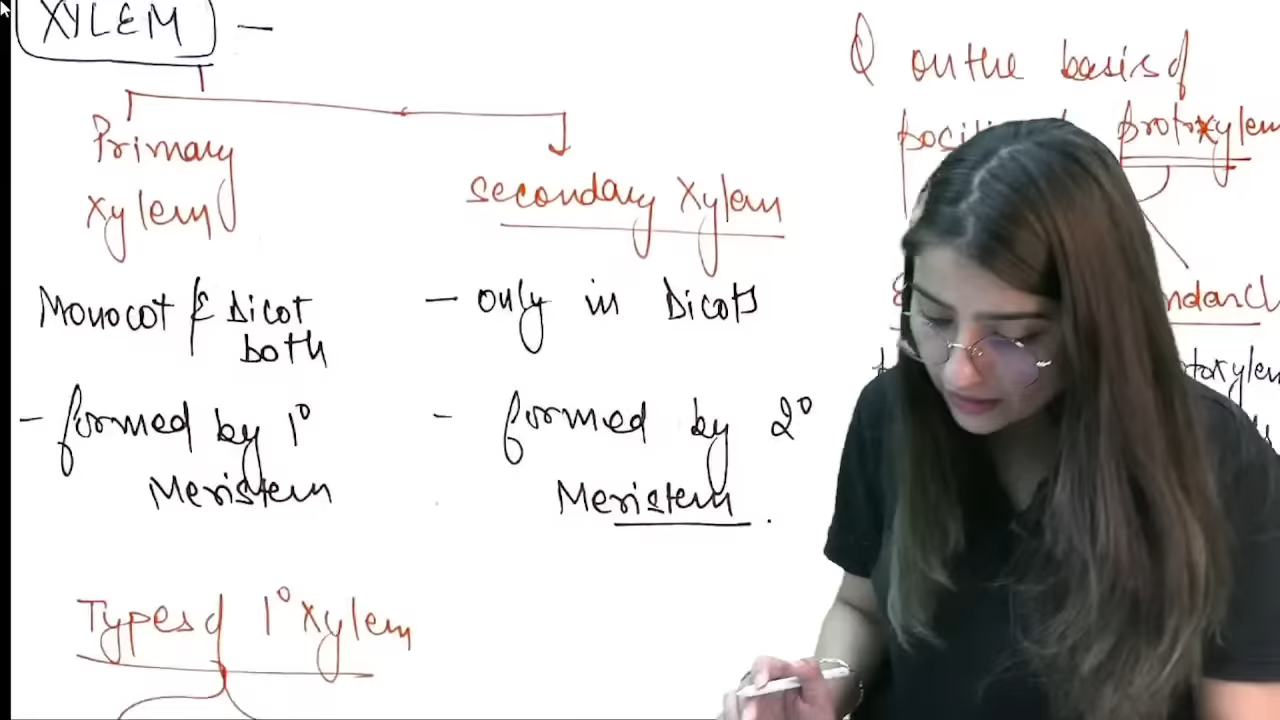 XYLEM —
Primary
Xylem
Monocot & Dicot
both
- formed by 1°
Meristem
secondary Xylem
- only in Dicots
- formed by 2°
Meristem.
Types of 1° Xylem
Q on the basis of
protoxylem